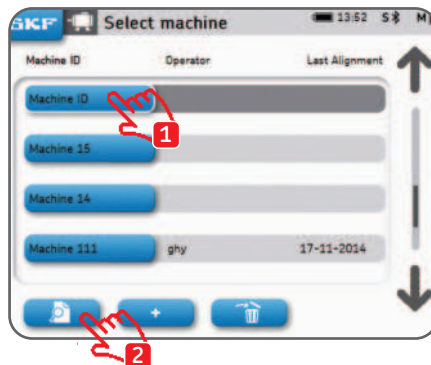 SKF Select machine 13:52 S M
Machine ID Operator Last Alignment
Machine ID
1
Machine 15
Machine 14
Machine 111 ghy 17-11-2014
+
2